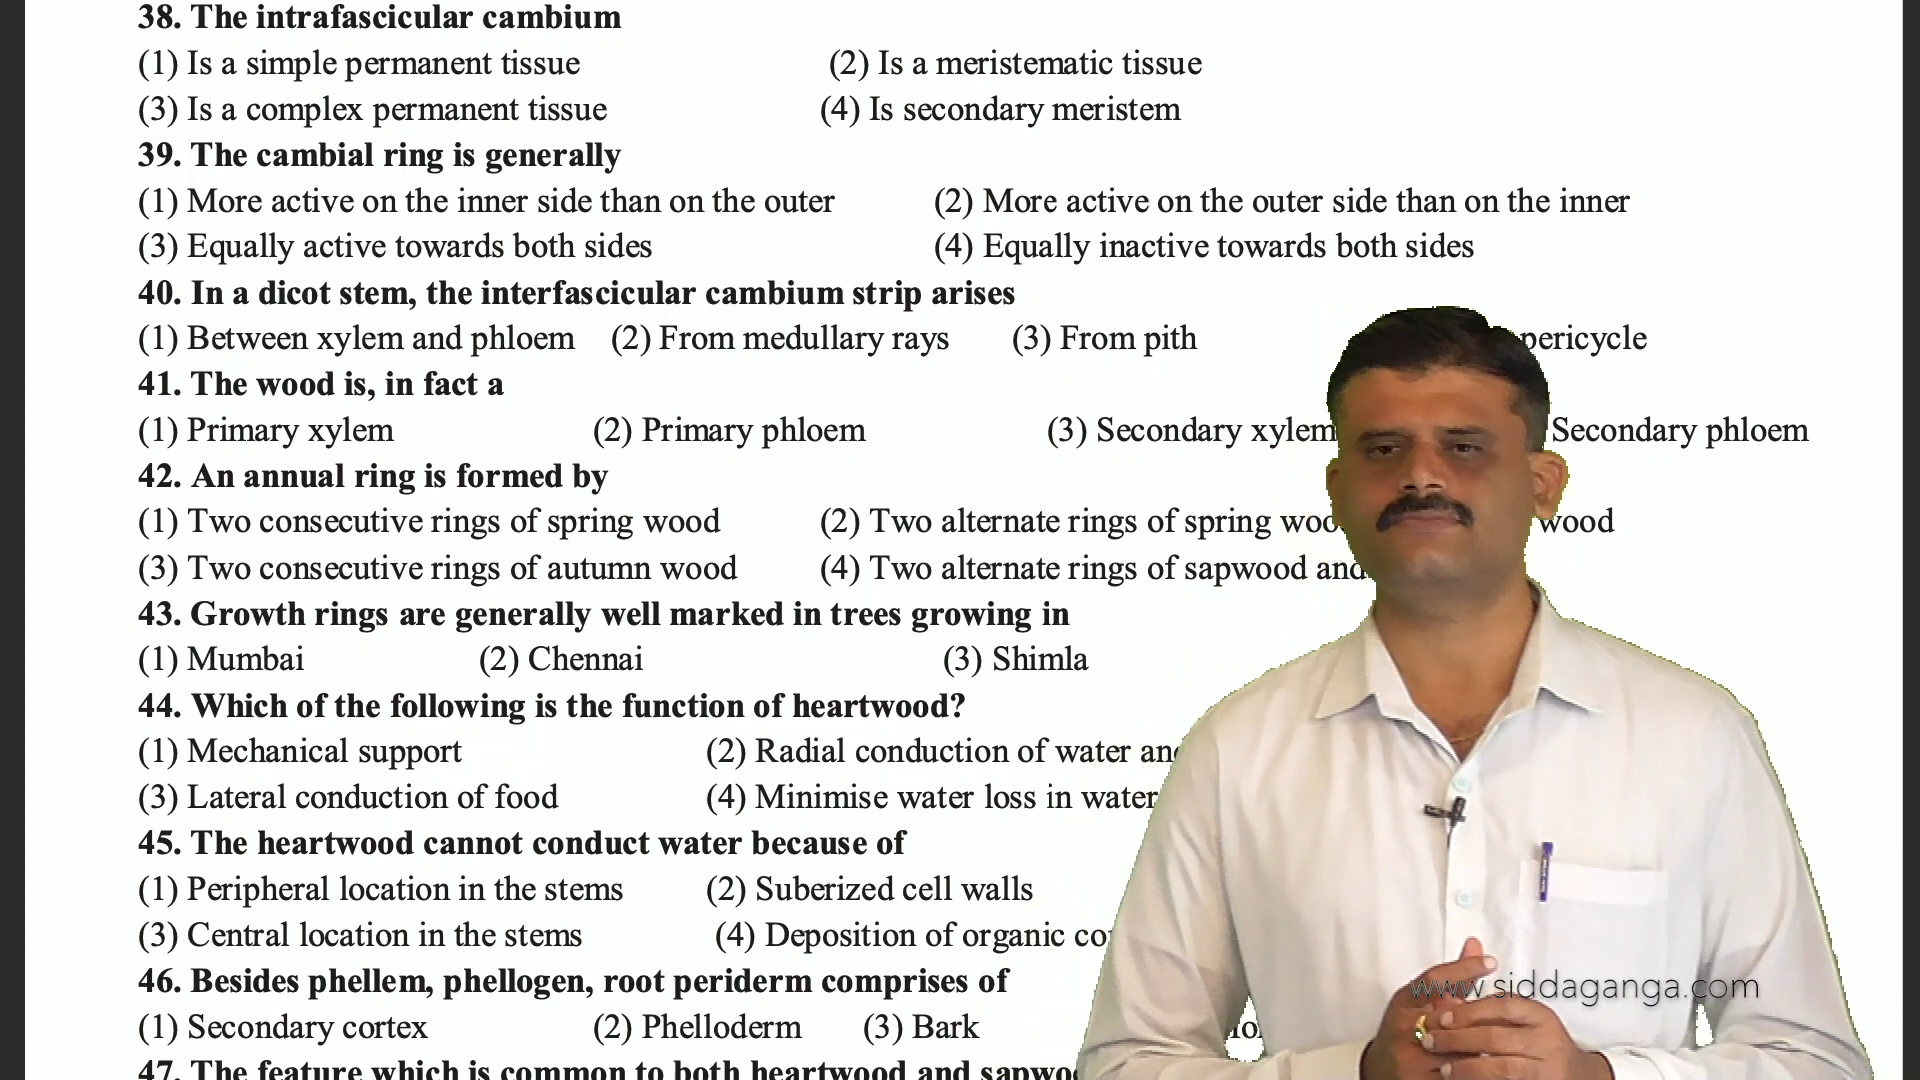 38. The intrafascicular cambium
(1) Is a simple permanent tissue (2) Is a meristematic tissue
(3) Is a complex permanent tissue (4) Is secondary meristem
39. The cambial ring is generally
(1) More active on the inner side than on the outer (2) More active on the outer side than on the inner
(3) Equally active towards both sides (4) Equally inactive towards both sides
40. In a dicot stem, the interfascicular cambium strip arises
(1) Between xylem and phloem (2) From medullary rays (3) From pith pericycle
41. The wood is, in fact a
(1) Primary xylem (2) Primary phloem (3) Secondary xylem Secondary phloem
42. An annual ring is formed by
(1) Two consecutive rings of spring wood (2) Two alternate rings of spring wood
(3) Two consecutive rings of autumn wood (4) Two alternate rings of sapwood and
43. Growth rings are generally well marked in trees growing in
(1) Mumbai (2) Chennai (3) Shimla
44. Which of the following is the function of heartwood?
(1) Mechanical support (2) Radial conduction of water
(3) Lateral conduction of food (4) Minimise water loss in water
45. The heartwood cannot conduct water because of
(1) Peripheral location in the stems (2) Suberized cell walls
(3) Central location in the stems (4) Deposition of organic
46. Besides phellem, phellogen, root periderm comprises of
(1) Secondary cortex (2) Phelloderm (3) Bark
www.siddaganga.com
47. The feature which is common to both heartwood and